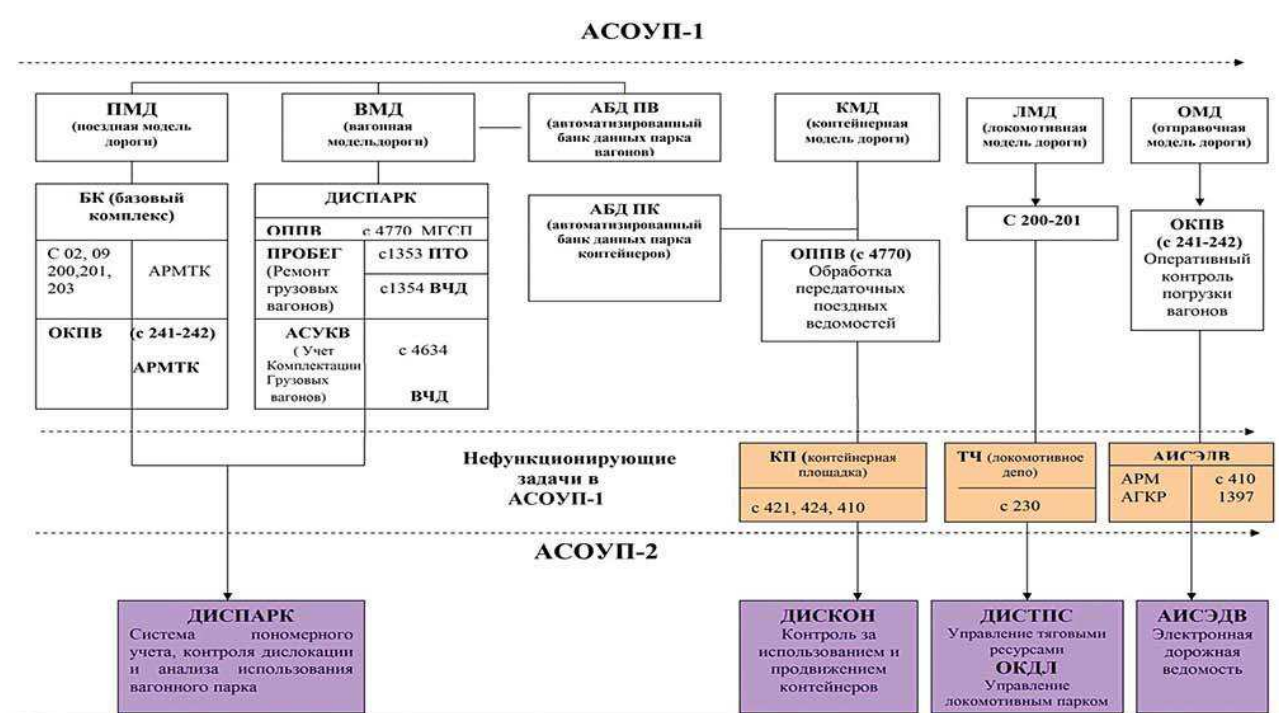 АСОУП-1
ПМД
(поездная модель
дороги)
ВМД
(вагонная
модельдороги)
АБД ПВ
(автоматизированный
банк данных парка
вагонов)
КМД
(контейнерная
модель дороги)
ЛМД
(локомотивная
модель дороги)
ОМД
(отправочная
модель дороги)
БК (базовый
комплекс)
С 02, 09
200,201,
203
АРМТК
ОКПВ
(с 241-242)
АРМТК
ДИСПАРК
ОППВ с 4770 МГСП
ПРОБЕГ
(Ремонт
грузовых
вагонов)
с1353 ПТО
с1354 ВЧД
АСУКВ
( Учет
Комплектации
Грузовых
вагонов)
с 4634
ВЧД
АБД ПК
(автоматизированный
банк данных парка
контейнеров)
ОППВ (с 4770)
Обработка
передаточных
поездных
ведомостей
С 200-201
ОКПВ
(с 241-242)
Оперативный
контроль
погрузки
вагонов
Нефункционирующие
задачи в
АСОУП-1
КП (контейнерная
площадка)
с 421, 424, 410
ТЧ (локомотивное
депо)
с 230
АИСЭДВ
АРМ с 410
АГКР 1397
АСОУП-2
ДИСПАРК
Система пономерного
учета, контроля дислокации
и анализа использования
вагонного парка
ДИСКОН
Контроль за
использованием и
продвижением
контейнеров
ДИСТПС
Управление тяговыми
ресурсами
ОКДЛ
Управление
локомотивным парком
АИСЭДВ
Электронная
дорожная
ведомость